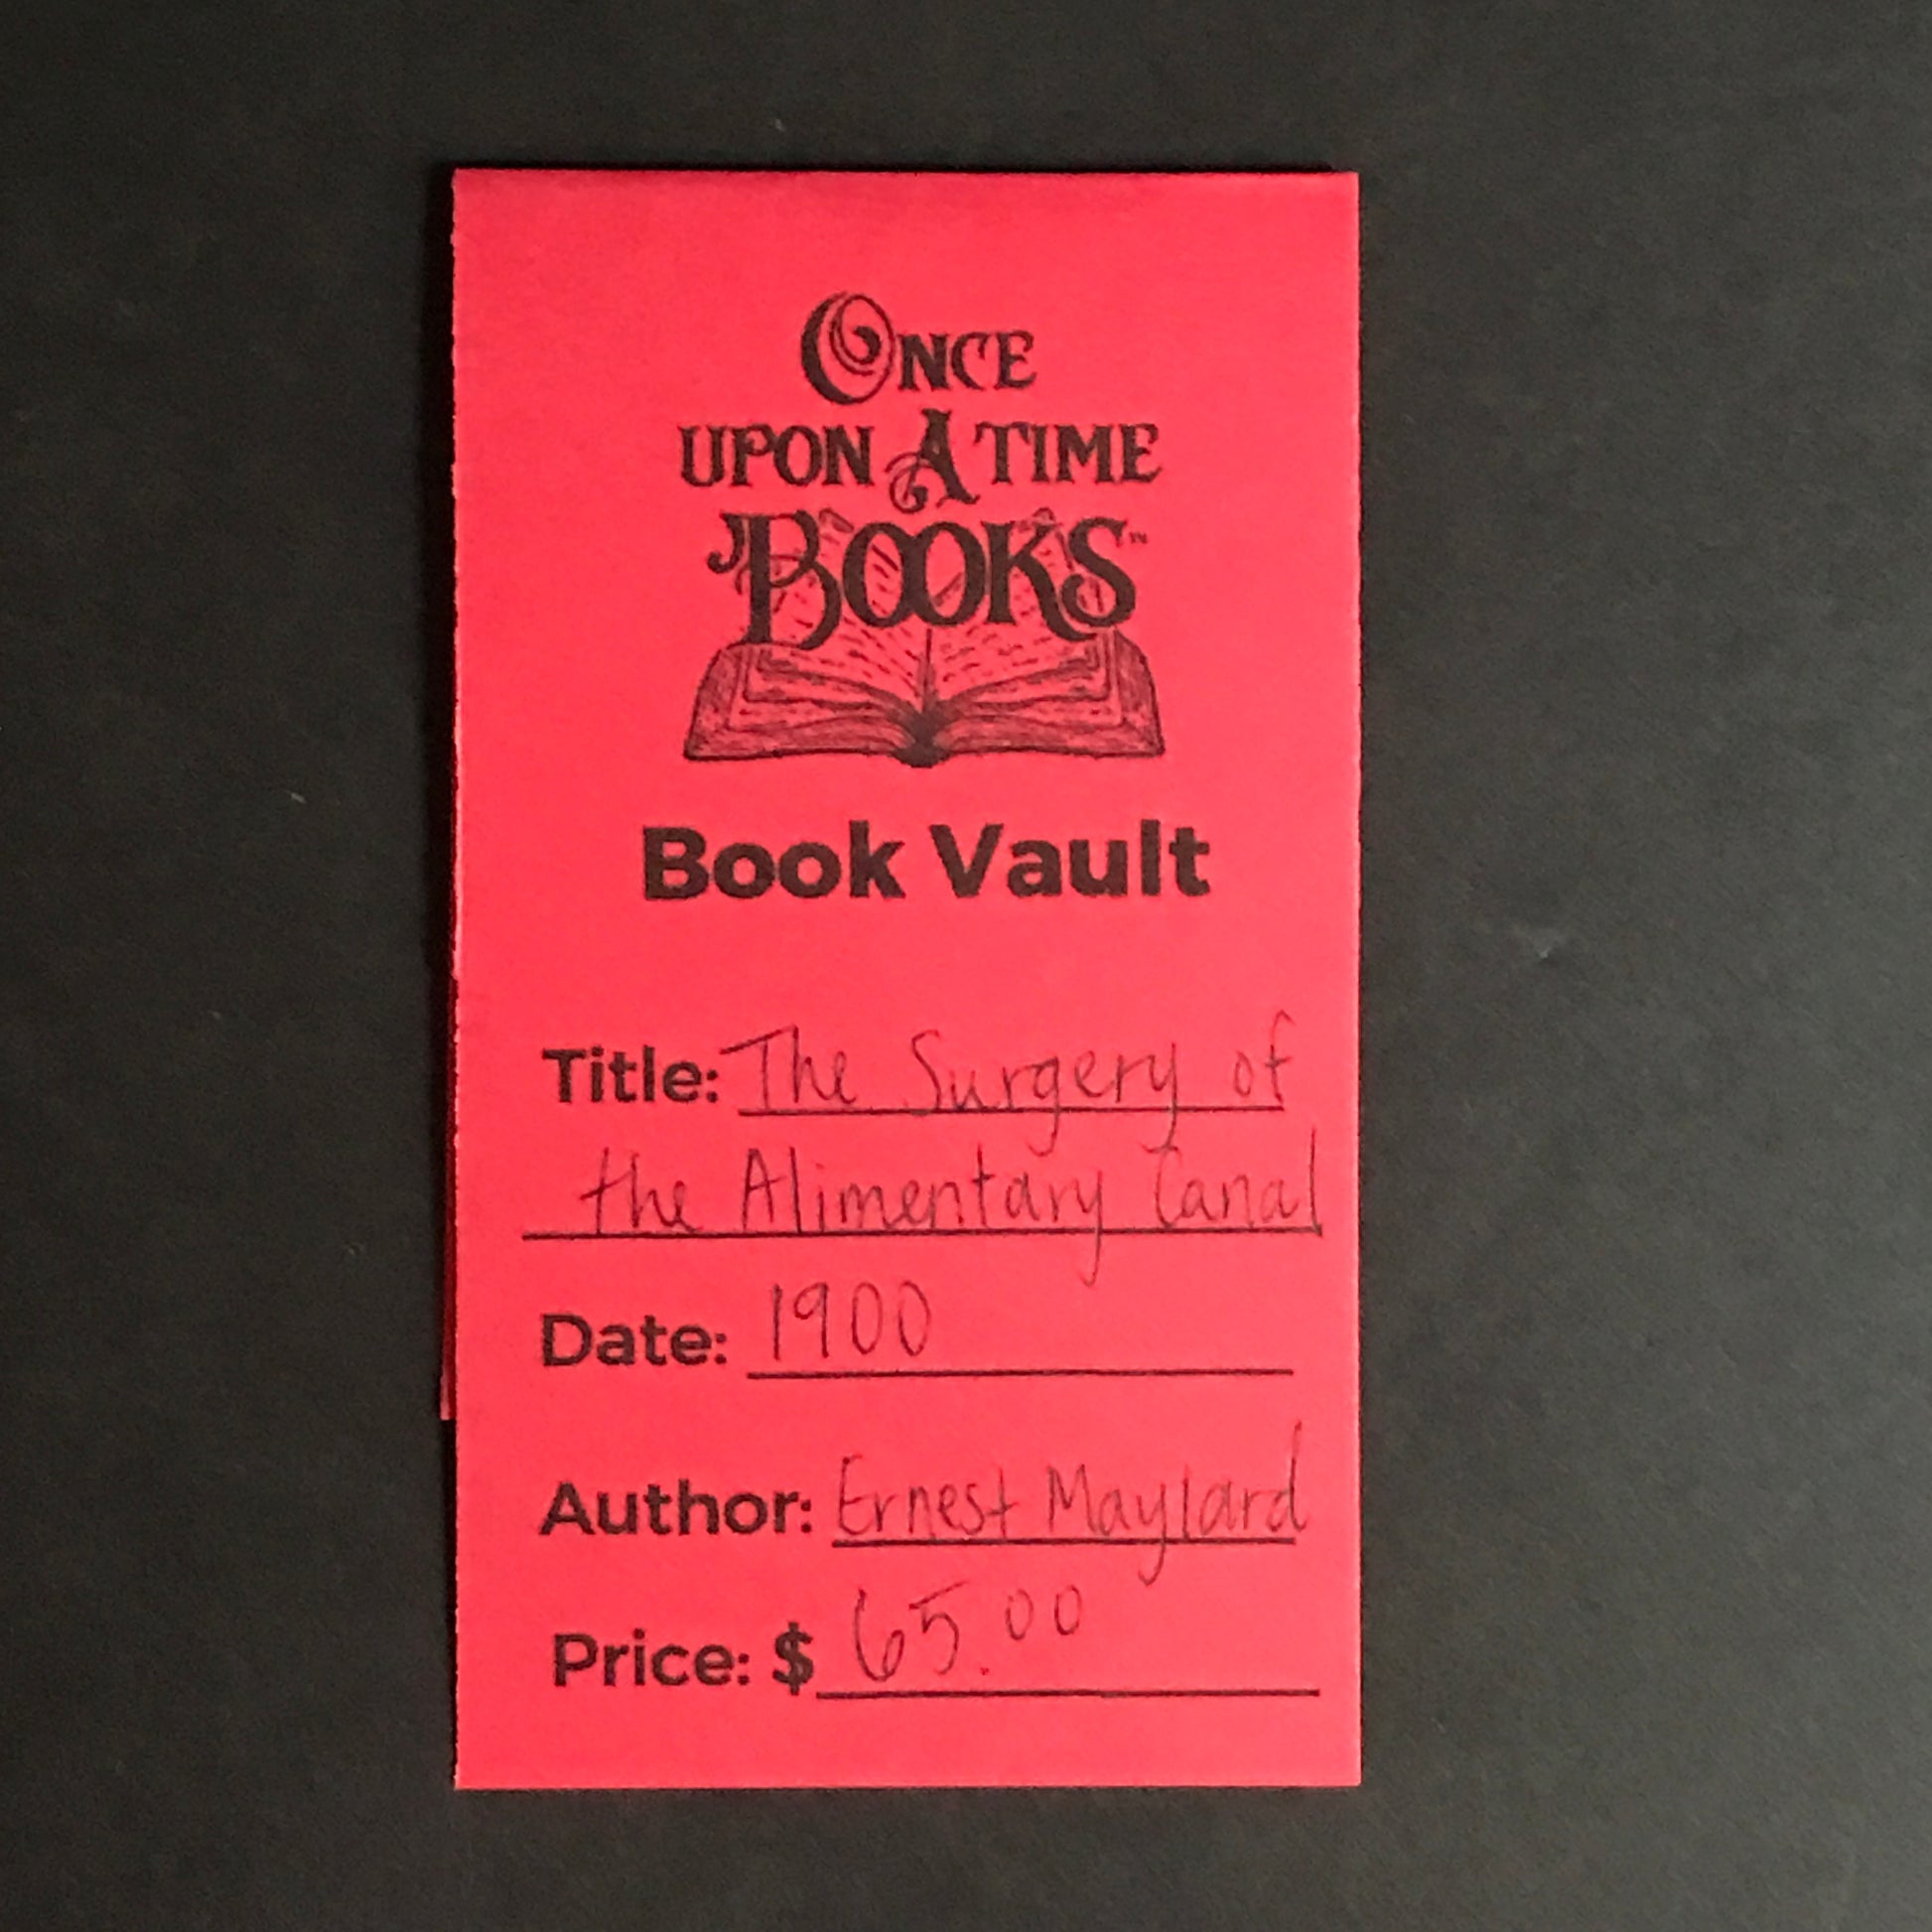 ONCE
UPON A TIME
BOOKS™
Book Vault
Title: The Surgery of
the Alimentary Canal
Date: 1900
Author: Ernest Maylard
Price: $ 65.00